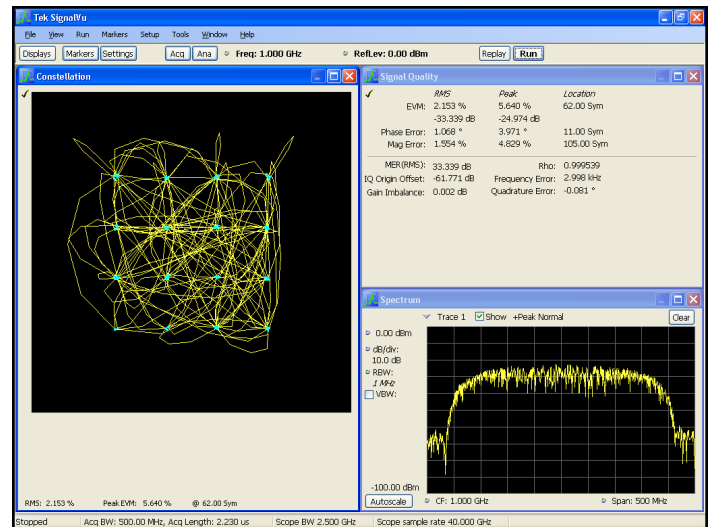 Tek SignalVu
File View Run Markers Setup Tools Window Help
Displays Markers Settings Acq Ana Freq: 1.000 GHz RefLev: 0.00 dBm Replay Run
Constellation
RMS: 2.153 % Peak EVM: 5.640 % @ 62.00 Sym
Signal Quality
RMS Peak Location
EVM: 2.153 % 5.640 % 62.00 Sym
-33.339 dB -24.974 dB
Phase Error: 1.068 ° 3.971 ° 11.00 Sym
Mag Error: 1.554 % 4.829 % 105.00 Sym
MER(RMS): 33.339 dB Rho: 0.999539
IQ Origin Offset: -61.771 dB Frequency Error: 2.998 kHz
Gain Imbalance: 0.002 dB Quadrature Error: -0.081 °
Spectrum
Trace 1 Show +Peak Normal Clear
0.00 dBm
dB/div:
10.0 dB
RBW:
1 MHz
VBW:
-100.00 dBm
Autoscale CF: 1.000 GHz Span: 500 MHz
Stopped Acq BW: 500.00 MHz, Acq Length: 2.230 us Scope BW 2.500 GHz Scope sample rate 40.000 GHz